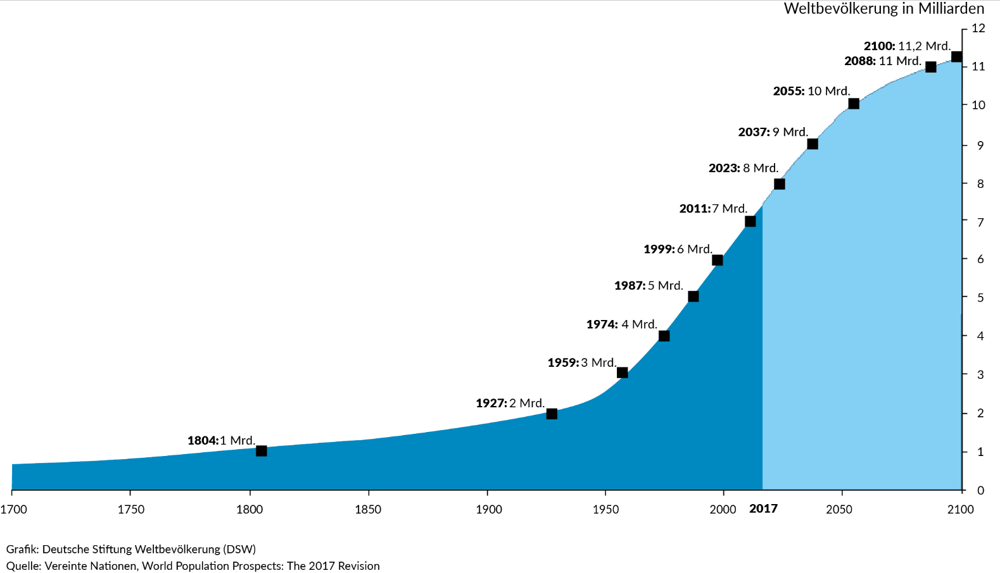 Weltbevölkerung in Milliarden
12
2100: 11,2 Mrd.
2088: 11 Mrd.
11
2055: 10 Mrd.
10
2037: 9 Mrd.
9
2023: 8 Mrd.
8
2011: 7 Mrd.
7
1999: 6 Mrd.
6
1987: 5 Mrd.
5
1974: 4 Mrd.
4
1959: 3 Mrd.
3
1927: 2 Mrd.
2
1804: 1 Mrd.
1
0
1700 1750 1800 1850 1900 1950 2000 2017 2050 2100
Grafik: Deutsche Stiftung Weltbevölkerung (DSW)
Quelle: Vereinte Nationen, World Population Prospects: The 2017 Revision